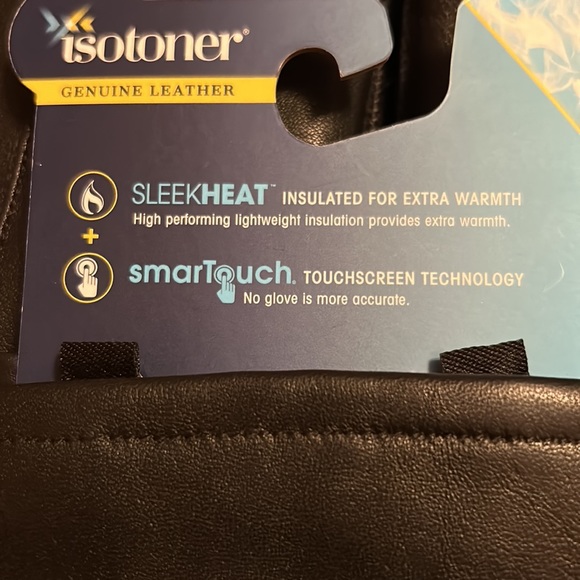 isotoner®
GENUINE LEATHER
SLEEKHEAT™ INSULATED FOR EXTRA WARMTH
High performing lightweight insulation provides extra warmth.
+
smarTouch® TOUCHSCREEN TECHNOLOGY
No glove is more accurate.